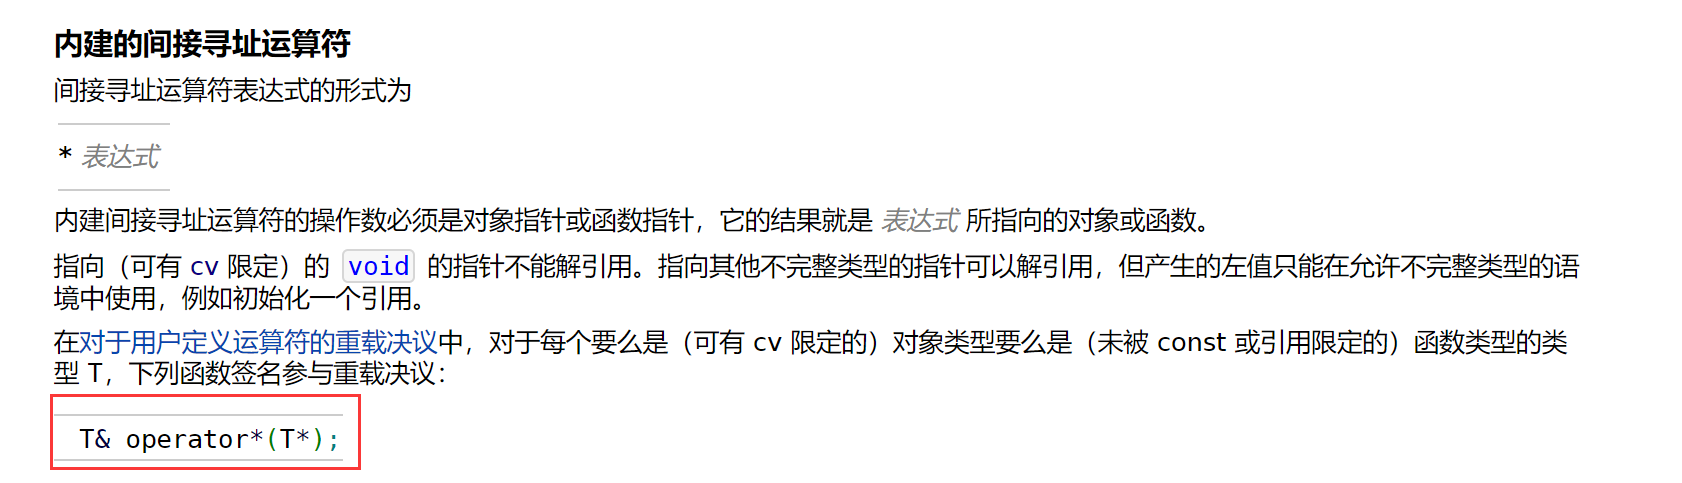 内建的间接寻址运算符
间接寻址运算符表达式的形式为
* 表达式
内建间接寻址运算符的操作数必须是对象指针或函数指针，它的结果就是 表达式 所指向的对象或函数。
指向（可有 cv 限定）的 void 的指针不能解引用。指向其他不完整类型的指针可以解引用，但产生的左值只能在允许不完整类型的语
境中使用，例如初始化一个引用。
在对于用户定义运算符的重载决议中，对于每个要么是（可有 cv 限定的）对象类型要么是（未被 const 或引用限定的）函数类型的类
型 T，下列函数签名参与重载决议：
T& operator*(T*);